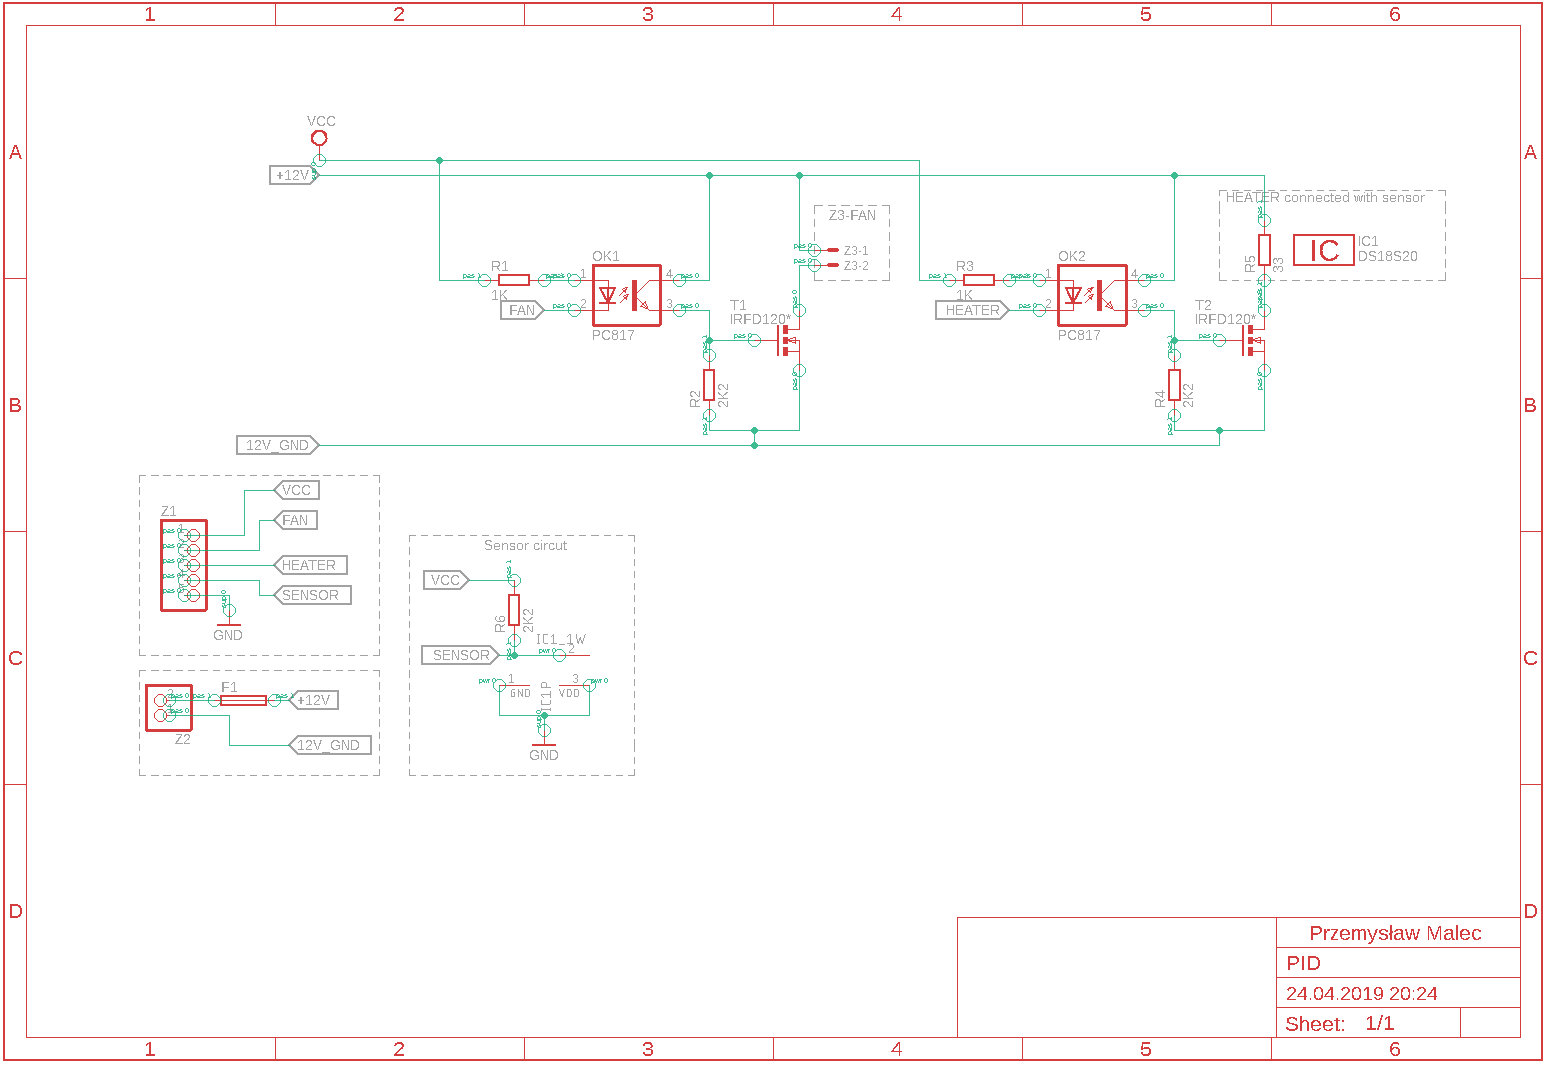 1 2 3 4 5 6
A A
B B
C C
D D
VCC
+12V
HEATER connected with sensor
Z3-FAN
Z3-1
Z3-2
IC
IC1
DS18S20
R5
33
OK1
R1
1K
1
2
4
3
FAN
PC817
T1
IRFD120*
R2
2K2
OK2
R3
1K
1
2
4
3
HEATER
PC817
T2
IRFD120*
R4
2K2
12V_GND
Z1
VCC
FAN
HEATER
SENSOR
GND
Sensor circut
VCC
R6
2K2
IC1_1W
SENSOR
2
1
GND
IC1P
3
VDD
GND
F1
+12V
Z2
12V_GND
Przemysław Malec
PID
24.04.2019 20:24
Sheet: 1/1
1 2 3 4 5 6